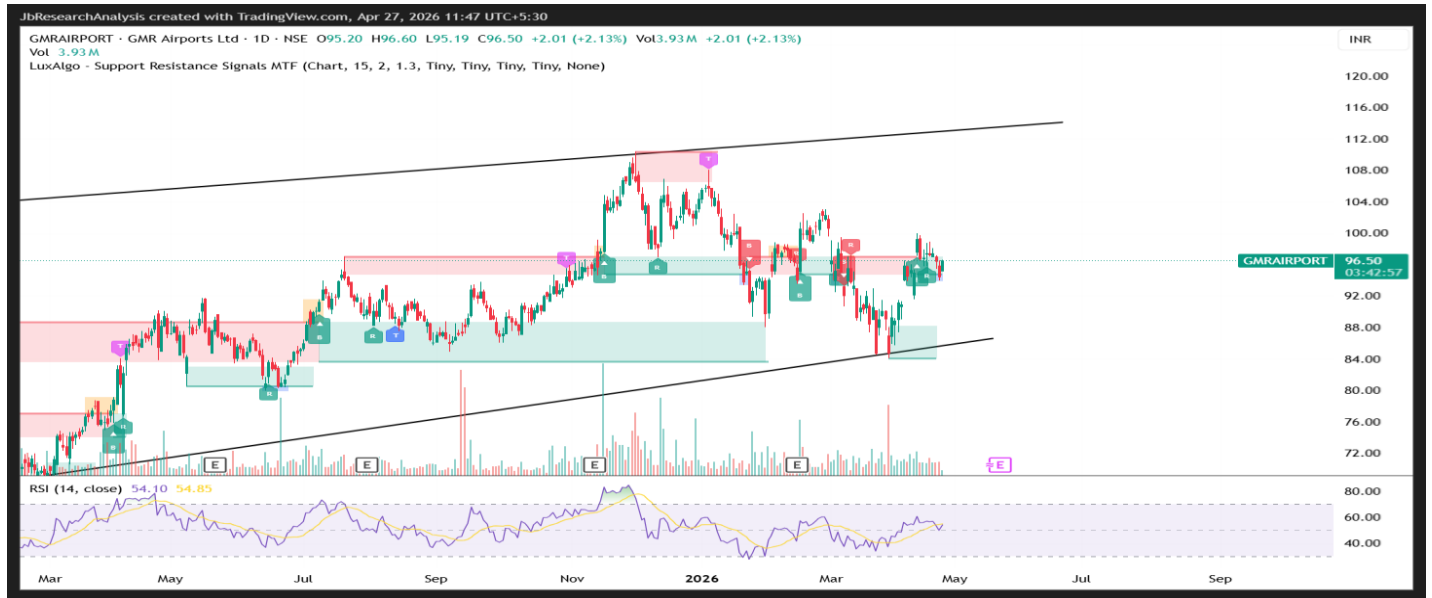 JbResearchAnalysis created with TradingView.com, Apr 27, 2026 11:47 UTC+5:30
GMRAIRPORT · GMR Airports Ltd · 1D · NSE O95.20 H96.60 L95.19 C96.50 +2.01 (+2.13%) Vol3.93M +2.01 (+2.13%)
INR
Vol 3.93M
LuxAlgo - Support Resistance Signals MTF (Chart, 15, 2, 1.3, Tiny, Tiny, Tiny, Tiny, None)
120.00
116.00
112.00
108.00
104.00
100.00
GMRAIRPORT 96.50
03:42:57
92.00
88.00
84.00
80.00
76.00
72.00
T
T
T
T
B
B
B
B
R
R
R
R
E
E
E
E
E
RSI (14, close) 54.10 54.85
80.00
60.00
40.00
Mar May Jul Sep Nov 2026 Mar May Jul Sep